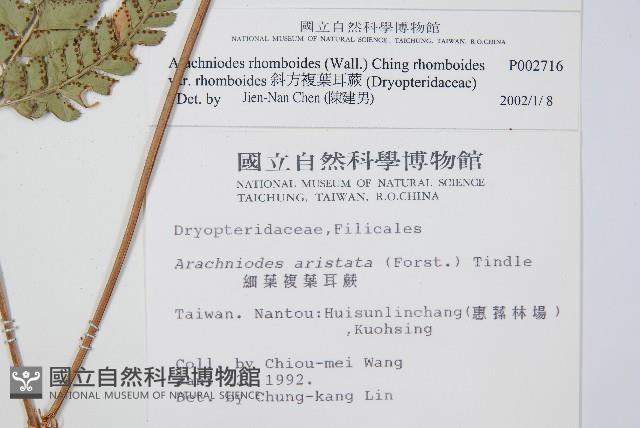 國立自然科學博物館
NATIONAL MUSEUM OF NATURAL SCIENCE, TAICHUNG, TAIWAN, R.O.CHINA
Arachniodes rhomboides (Wall.) Ching rhomboides P002716
var. rhomboides 斜方複葉耳蕨 (Dryopteridaceae)
Det. by Jien-Nan Chen (陳建男) 2002/1/8
國立自然科學博物館
NATIONAL MUSEUM OF NATURAL SCIENCE
TAICHUNG, TAIWAN, R.O.CHINA
Dryopteridaceae,Filicales
Arachniodes aristata (Forst.) Tindle
細葉複葉耳蕨
Taiwan. Nantou:Huisunlinchang(惠蓀林場)
,Kuohsing
Coll. by Chiou-mei Wang
1992.
Det. by Chung-kang Lin
國立自然科學博物館
NATIONAL MUSEUM OF NATURAL SCIENCE